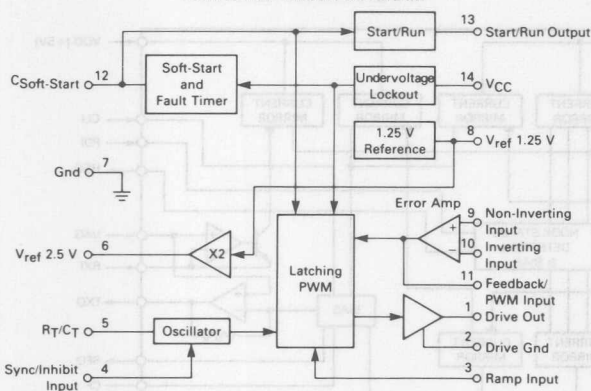 13
Start/Run
Start/Run Output
CSoft-Start
12
Soft-Start
and
Fault Timer
Undervoltage
Lockout
14
VCC
1.25 V
Reference
8
Vref 1.25 V
Gnd
7
Error Amp
9
Non-Inverting
Input
+
−
10
Inverting
Input
Vref 2.5 V
6
X2
Latching
PWM
11
Feedback/
PWM Input
1
Drive Out
RT/CT
5
Oscillator
2
Drive Gnd
Sync/Inhibit
Input
4
3
Ramp Input